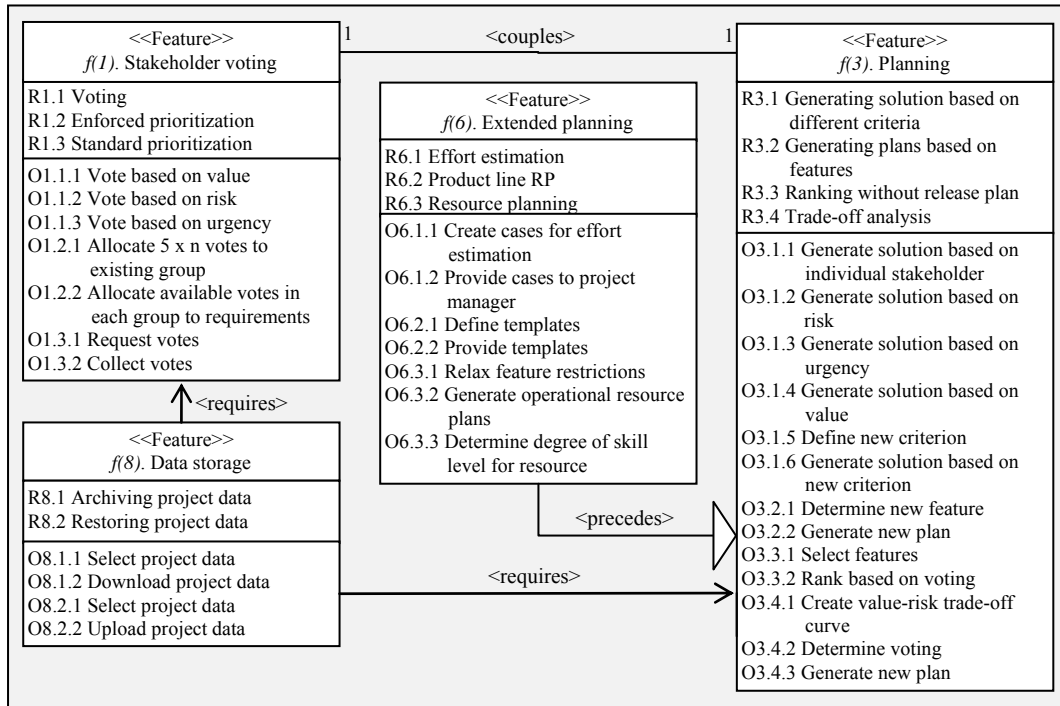 <<Feature>>
f(1). Stakeholder voting
R1.1 Voting
R1.2 Enforced prioritization
R1.3 Standard prioritization
O1.1.1 Vote based on value
O1.1.2 Vote based on risk
O1.1.3 Vote based on urgency
O1.2.1 Allocate 5 x n votes to
existing group
O1.2.2 Allocate available votes in
each group to requirements
O1.3.1 Request votes
O1.3.2 Collect votes
1
<couples>
1
<<Feature>>
f(6). Extended planning
R6.1 Effort estimation
R6.2 Product line RP
R6.3 Resource planning
O6.1.1 Create cases for effort
estimation
O6.1.2 Provide cases to project
manager
O6.2.1 Define templates
O6.2.2 Provide templates
O6.3.1 Relax feature restrictions
O6.3.2 Generate operational resource
plans
O6.3.3 Determine degree of skill
level for resource
<<Feature>>
f(3). Planning
R3.1 Generating solution based on
different criteria
R3.2 Generating plans based on
features
R3.3 Ranking without release plan
R3.4 Trade-off analysis
O3.1.1 Generate solution based on
individual stakeholder
O3.1.2 Generate solution based on
risk
O3.1.3 Generate solution based on
urgency
O3.1.4 Generate solution based on
value
O3.1.5 Define new criterion
O3.1.6 Generate solution based on
new criterion
O3.2.1 Determine new feature
O3.2.2 Generate new plan
O3.3.1 Select features
O3.3.2 Rank based on voting
O3.4.1 Create value-risk trade-off
curve
O3.4.2 Determine voting
O3.4.3 Generate new plan
<requires>
<<Feature>>
f(8). Data storage
R8.1 Archiving project data
R8.2 Restoring project data
O8.1.1 Select project data
O8.1.2 Download project data
O8.2.1 Select project data
O8.2.2 Upload project data
<precedes>
<requires>